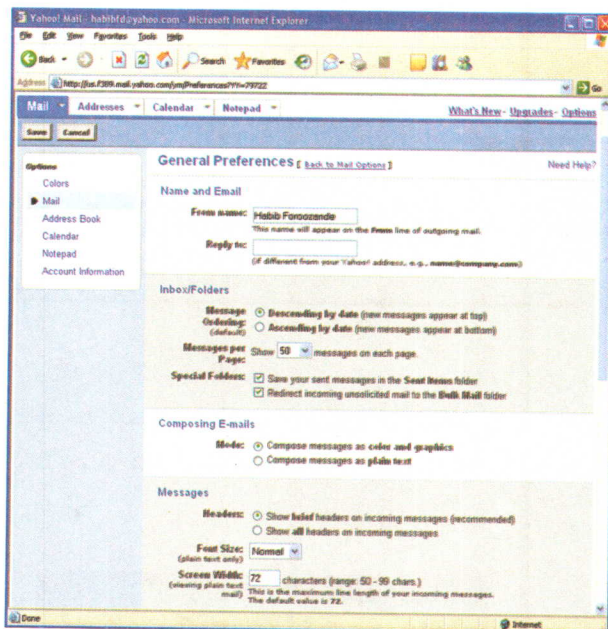 Yahoo! Mail - habibfd@yahoo.com - Microsoft Internet Explorer
File Edit View Favorites Tools Help
Back Search Favorites
Address http://us.f389.mail.yahoo.com/ym/Preferences?YY=79722 Go
Mail Addresses Calendar Notepad What's New - Upgrades - Options
Save Cancel
Options
Colors
Mail
Address Book
Calendar
Notepad
Account Information
General Preferences [ Back to Mail Options ] Need Help?
Name and Email
From name: Habib Foroozande
This name will appear on the From line of outgoing mail.
Reply to:
(if different from your Yahoo! address, e.g., name@company.com)
Inbox/Folders
Message Descending by date (new messages appear at top)
Ordering: Ascending by date (new messages appear at bottom)
(default)
Messages per Show 50 messages on each page.
Page:
Special Folders: Save your sent messages in the Sent Items folder
Redirect incoming unsolicited mail to the Bulk Mail folder
Composing E-mails
Mode: Compose messages as color and graphics
Compose messages as plain text
Messages
Headers: Show brief headers on incoming messages (recommended)
Show all headers on incoming messages
Font Size: Normal
(plain text only)
Screen Width: 72 characters (range: 50 - 99 chars.)
(viewing plain text This is the maximum line length of your incoming messages.
mail) The default value is 72.
Done Internet